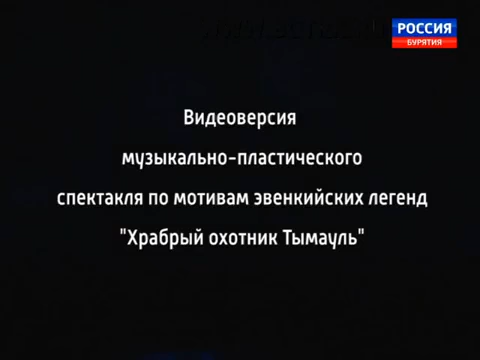 РОССИЯ
БУРЯТИЯ
Видеоверсия
музыкально-пластического
спектакля по мотивам эвенкийских легенд
"Храбрый охотник Тымауль"